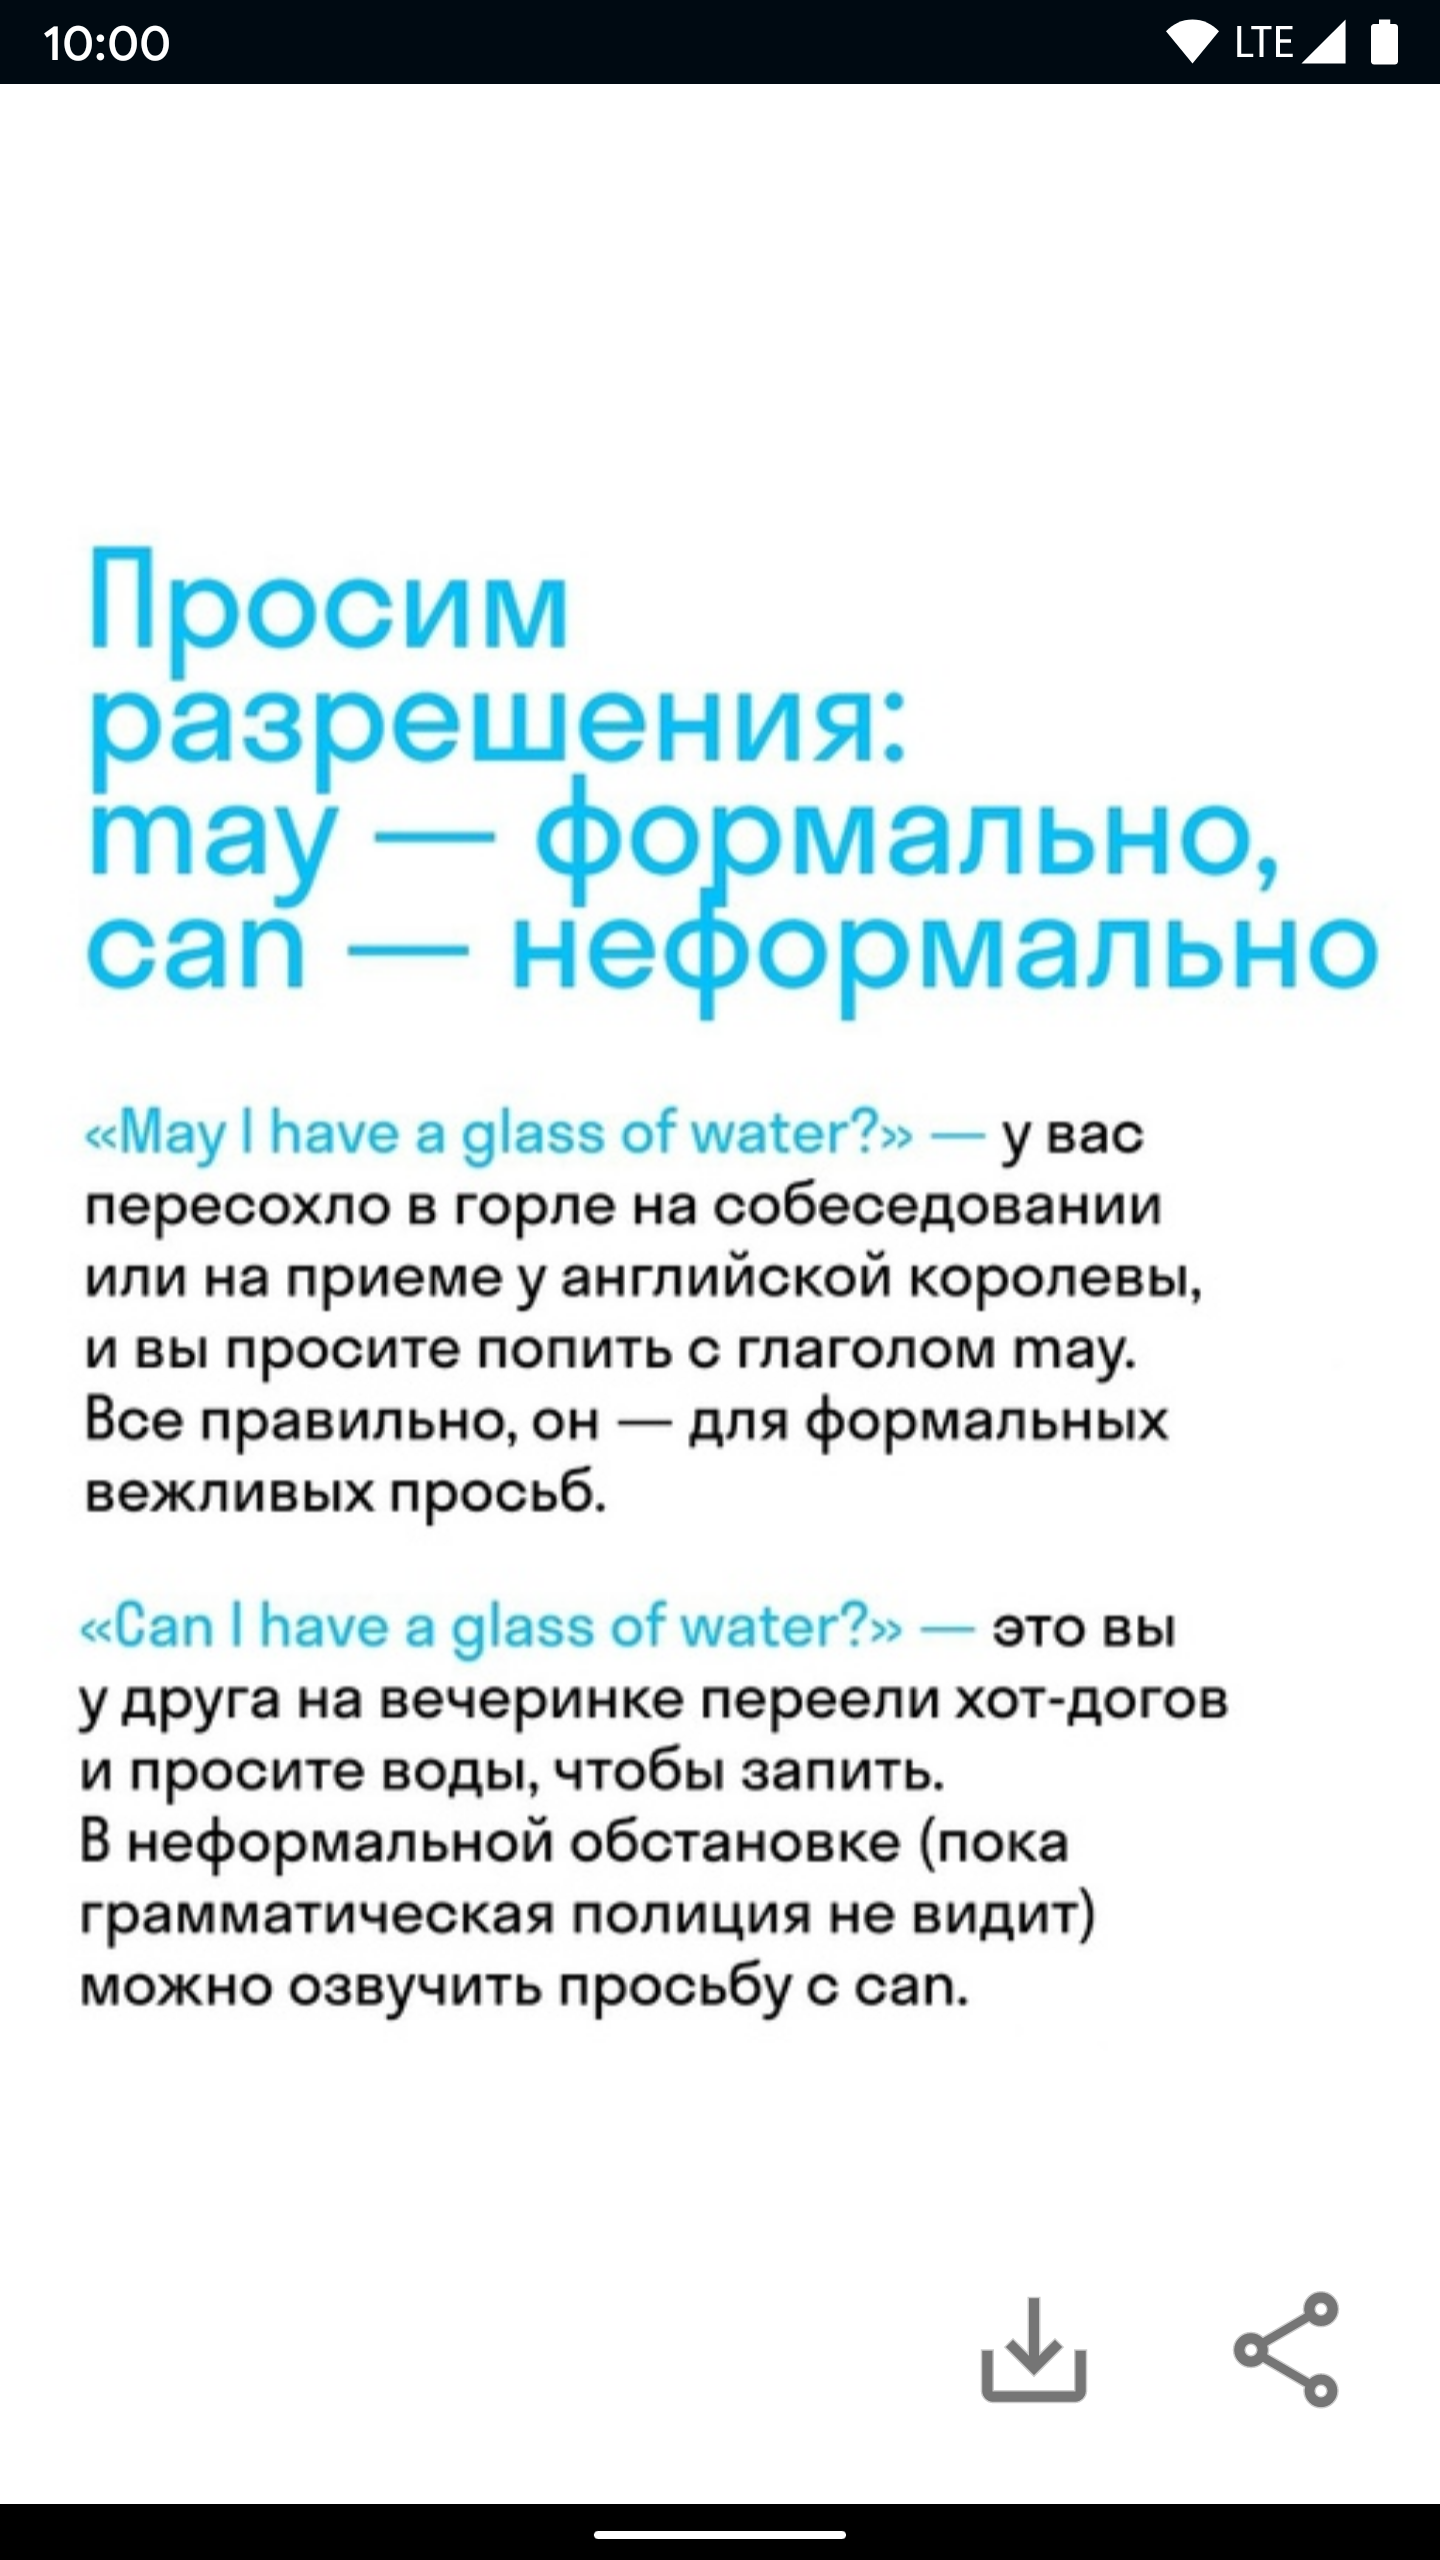 10:00
LTE
Просим
разрешения:
may — формально,
can — неформально
«May I have a glass of water?» — у вас
пересохло в горле на собеседовании
или на приеме у английской королевы,
и вы просите попить с глаголом may.
Все правильно, он — для формальных
вежливых просьб.
«Can I have a glass of water?» — это вы
у друга на вечеринке переели хот-догов
и просите воды, чтобы запить.
В неформальной обстановке (пока
грамматическая полиция не видит)
можно озвучить просьбу с can.